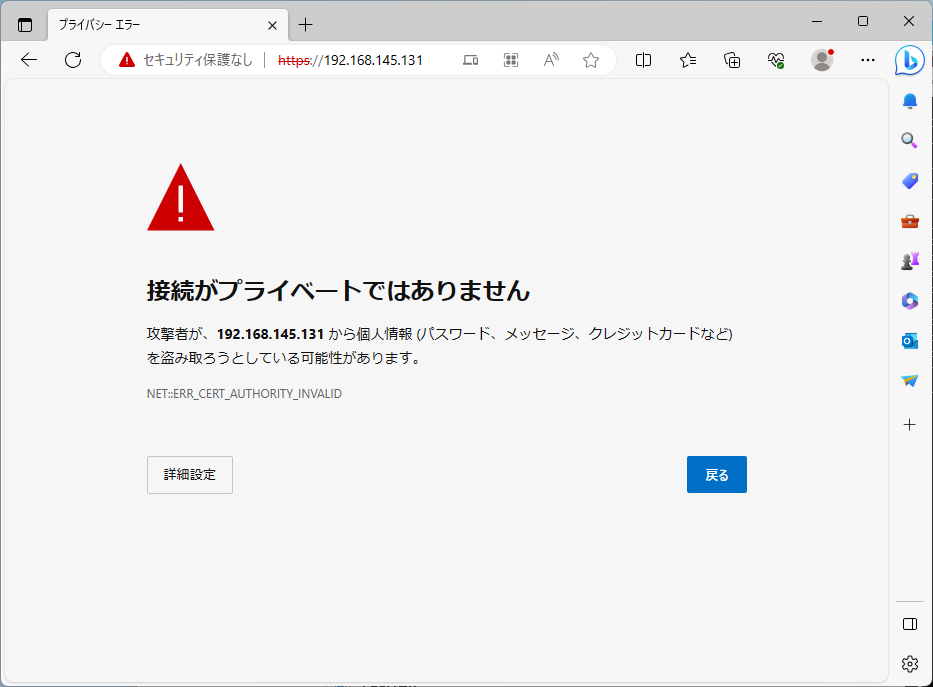 プライバシー エラー
セキュリティ保護なし https://192.168.145.131
接続がプライベートではありません
攻撃者が、192.168.145.131 から個人情報 (パスワード、メッセージ、クレジットカードなど)
を盗み取ろうとしている可能性があります。
NET::ERR_CERT_AUTHORITY_INVALID
詳細設定 戻る